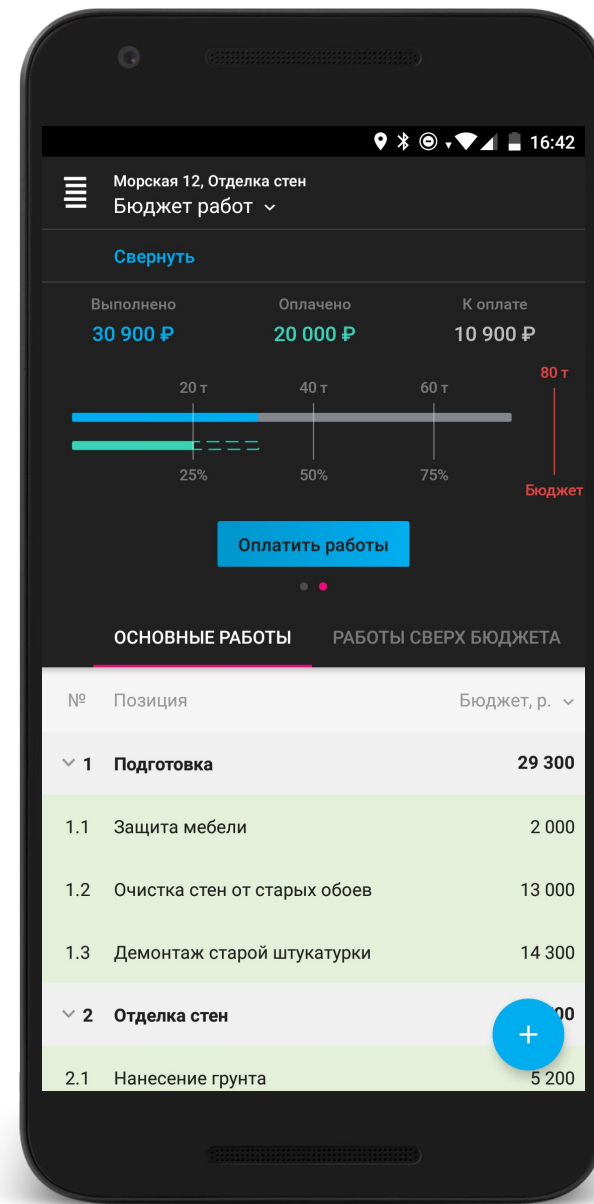 16:42
Морская 12, Отделка стен
Бюджет работ
Свернуть
Выполнено Оплачено К оплате
30 900 ₽ 20 000 ₽ 10 900 ₽
20 т 40 т 60 т 80 т
25% 50% 75%
Бюджет
Оплатить работы
ОСНОВНЫЕ РАБОТЫ РАБОТЫ СВЕРХ БЮДЖЕТА
№ Позиция Бюджет, р.
1 Подготовка 29 300
1.1 Защита мебели 2 000
1.2 Очистка стен от старых обоев 13 000
1.3 Демонтаж старой штукатурки 14 300
2 Отделка стен
2.1 Нанесение грунта 5 200